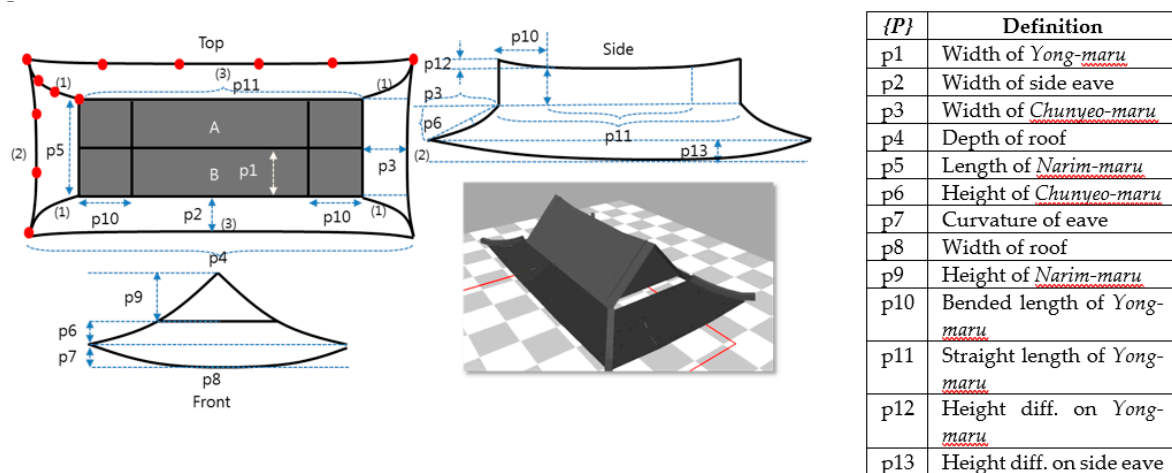 Top
(3)
p11
(1)
(1)
A
(2)
p5
B
p1
p3
(1)
p10
p2
(3)
p10
(1)
p4
Side
p10
p12
p3
p6
p11
(2)
p13
p9
p6
p7
p8
Front
{P} Definition
p1 Width of Yong-maru
p2 Width of side eave
p3 Width of Chunyeo-maru
p4 Depth of roof
p5 Length of Narim-maru
p6 Height of Chunyeo-maru
p7 Curvature of eave
p8 Width of roof
p9 Height of Narim-maru
p10 Bended length of Yong-
maru
p11 Straight length of Yong-
maru
p12 Height diff. on Yong-
maru
p13 Height diff. on side eave